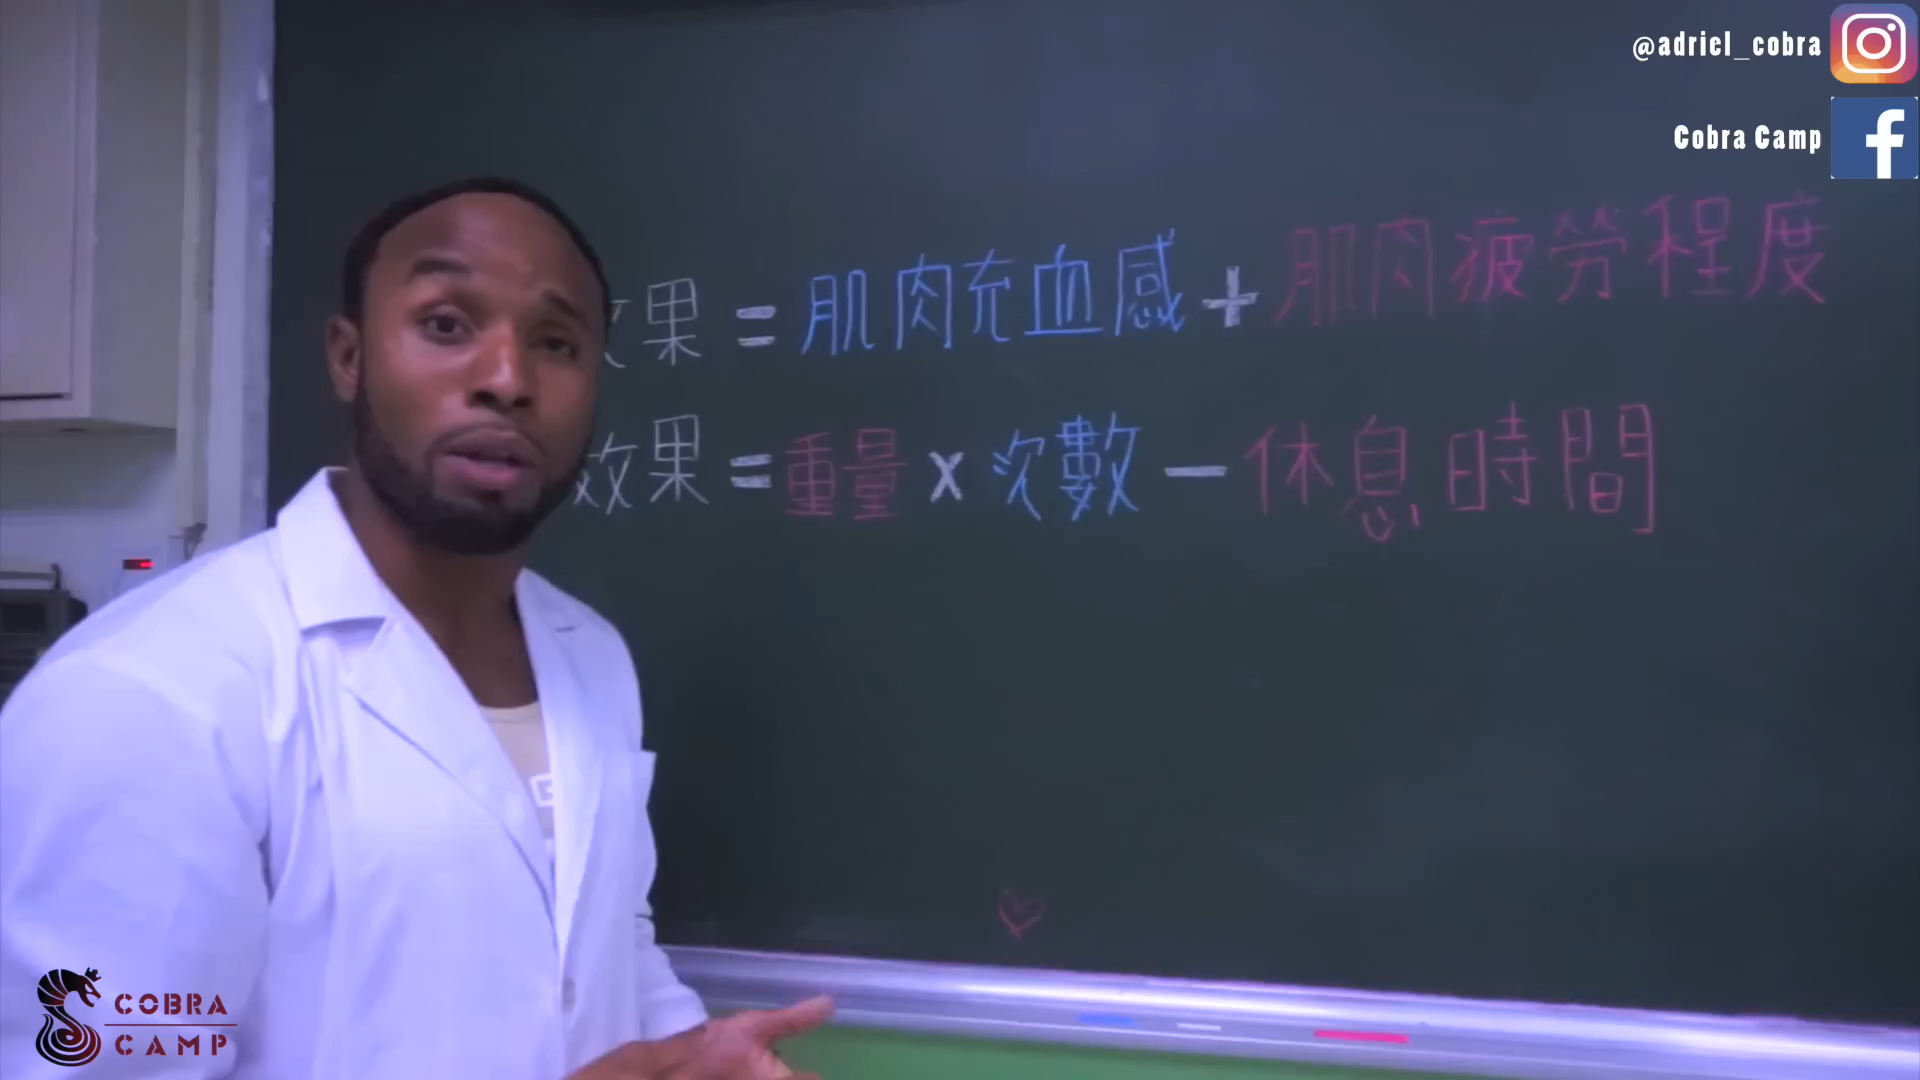 @adriel_cobra
Cobra Camp
果 = 肌肉充血感 + 肌肉疲勞程度
效果 = 重量 x 次數 - 休息時間
COBRA
CAMP